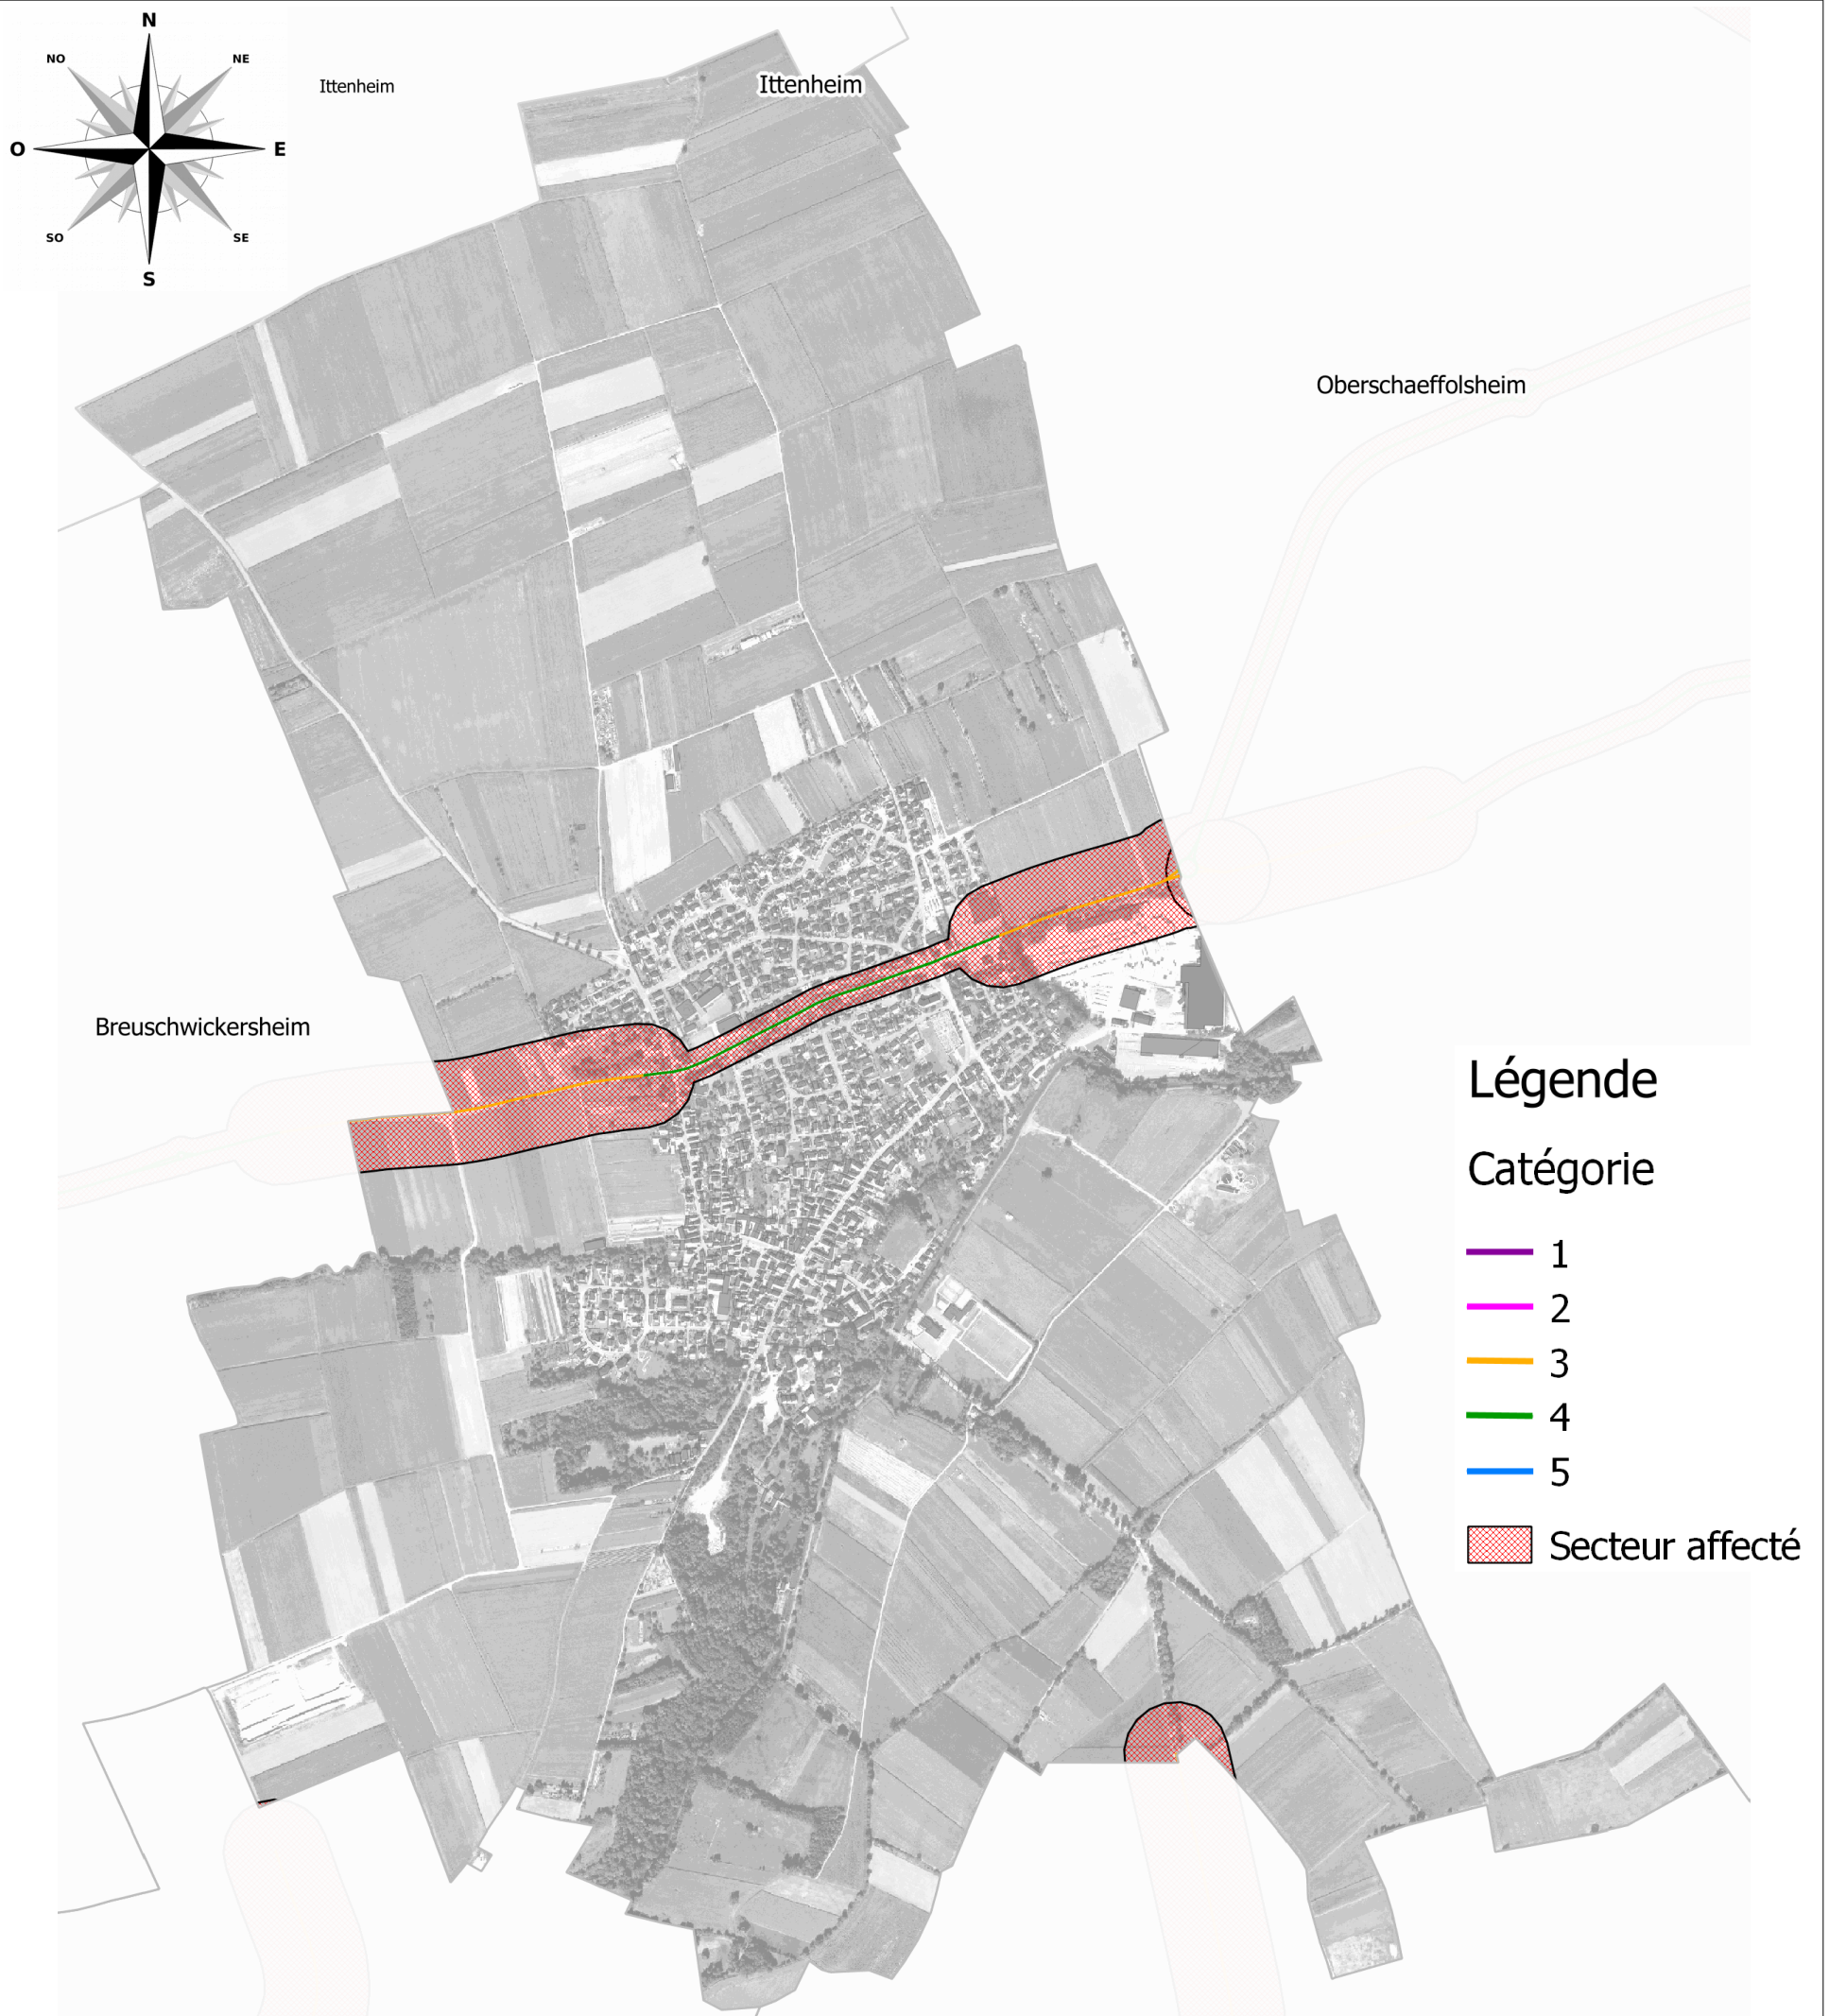 N
NO
NE
O
E
SO
SE
S
Ittenheim
Ittenheim
Oberschaeffolsheim
Breuschwickersheim
Légende
Catégorie
1
2
3
4
5
Secteur affecté